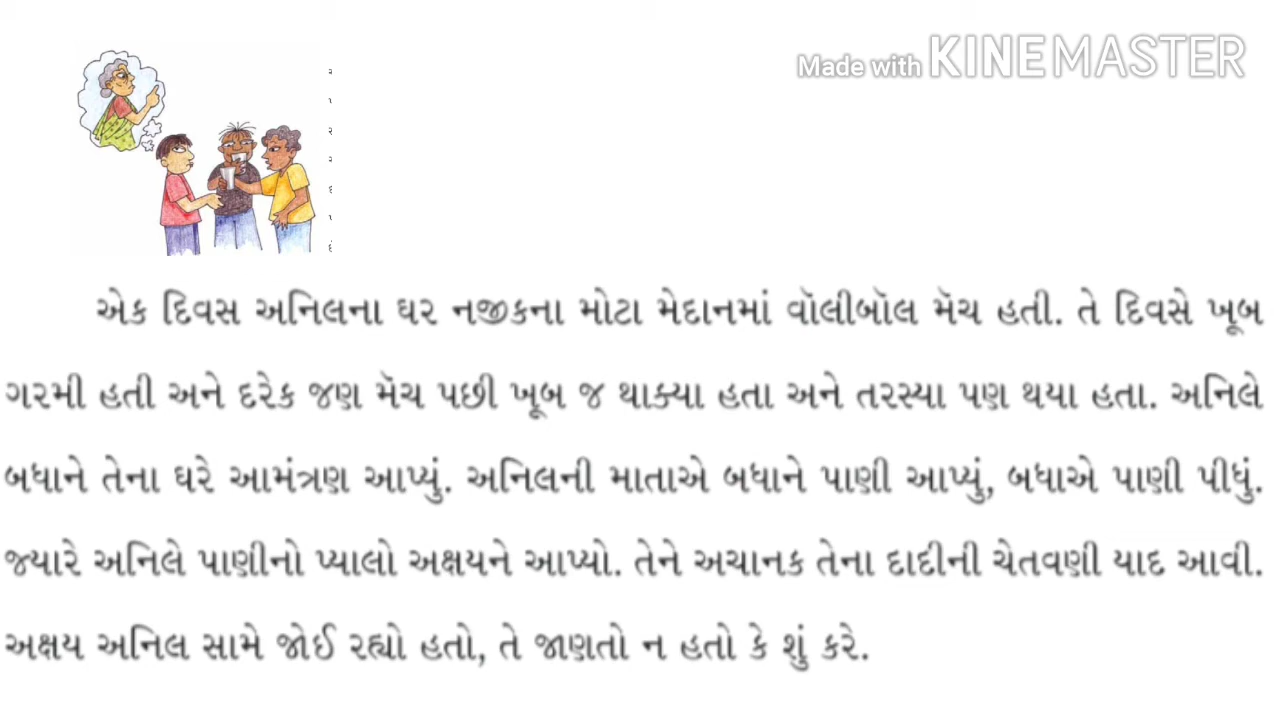 Made with KINEMASTER
એક દિવસ અનિલના ઘર નજીકના મોટા મેદાનમાં વૉલીબૉલ મૅચ હતી. તે દિવસે ખૂબ
ગરમી હતી અને દરેક જણ મૅચ પછી ખૂબ જ થાક્યા હતા અને તરસ્યા પણ થયા હતા. અનિલે
બધાને તેના ઘરે આમંત્રણ આપ્યું. અનિલની માતાએ બધાને પાણી આપ્યું, બધાએ પાણી પીધું.
જ્યારે અનિલે પાણીનો પ્યાલો અક્ષયને આપ્યો. તેને અચાનક તેના દાદીની ચેતવણી યાદ આવી.
અક્ષય અનિલ સામે જોઈ રહ્યો હતો, તે જાણતો ન હતો કે શું કરે.